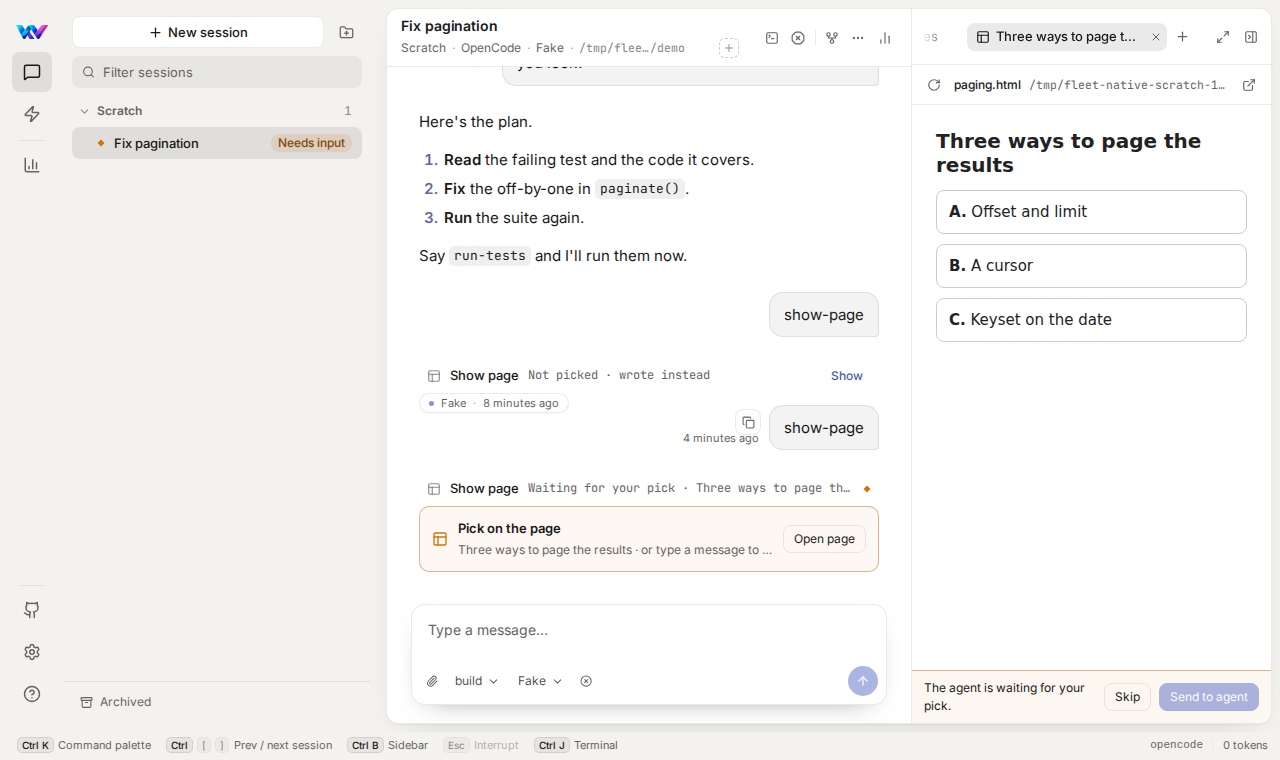 New session
Filter sessions
Scratch 1
Fix pagination Needs input
Archived
Fix pagination
Scratch · OpenCode · Fake · /tmp/flee…/demo
Here's the plan.
1. Read the failing test and the code it covers.
2. Fix the off-by-one in paginate().
3. Run the suite again.
Say run-tests and I'll run them now.
show-page
Show page Not picked · wrote instead Show
Fake · 8 minutes ago
show-page
4 minutes ago
Show page Waiting for your pick · Three ways to page th…
Pick on the page
Three ways to page the results · or type a message to …
Open page
Type a message...
build Fake
es
Three ways to page t...
paging.html /tmp/fleet-native-scratch-1…
Three ways to page the
results
A. Offset and limit
B. A cursor
C. Keyset on the date
The agent is waiting for your
pick.
Skip Send to agent
Ctrl K Command palette Ctrl [ ] Prev / next session Ctrl B Sidebar Esc Interrupt Ctrl J Terminal opencode 0 tokens